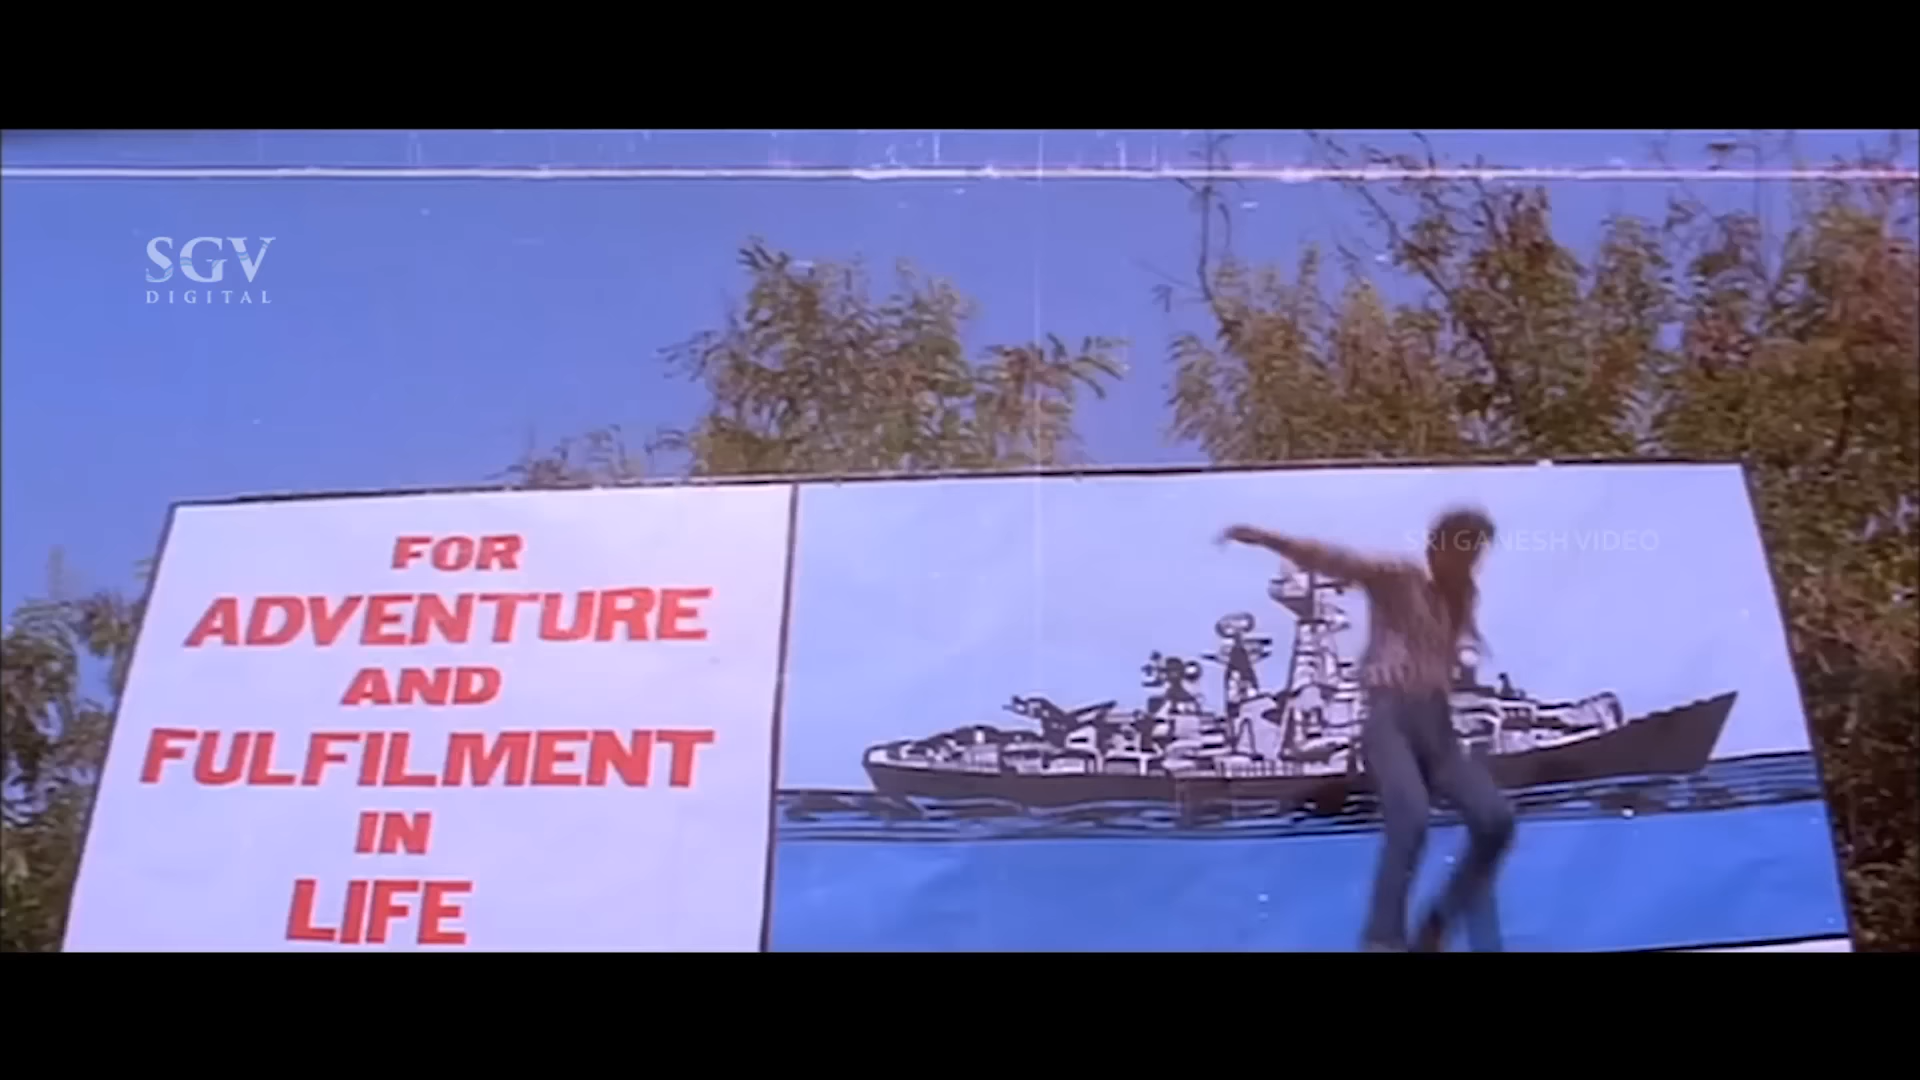 SGV
DIGITAL
SRI GANESH VIDEO
FOR
ADVENTURE
AND
FULFILMENT
IN
LIFE